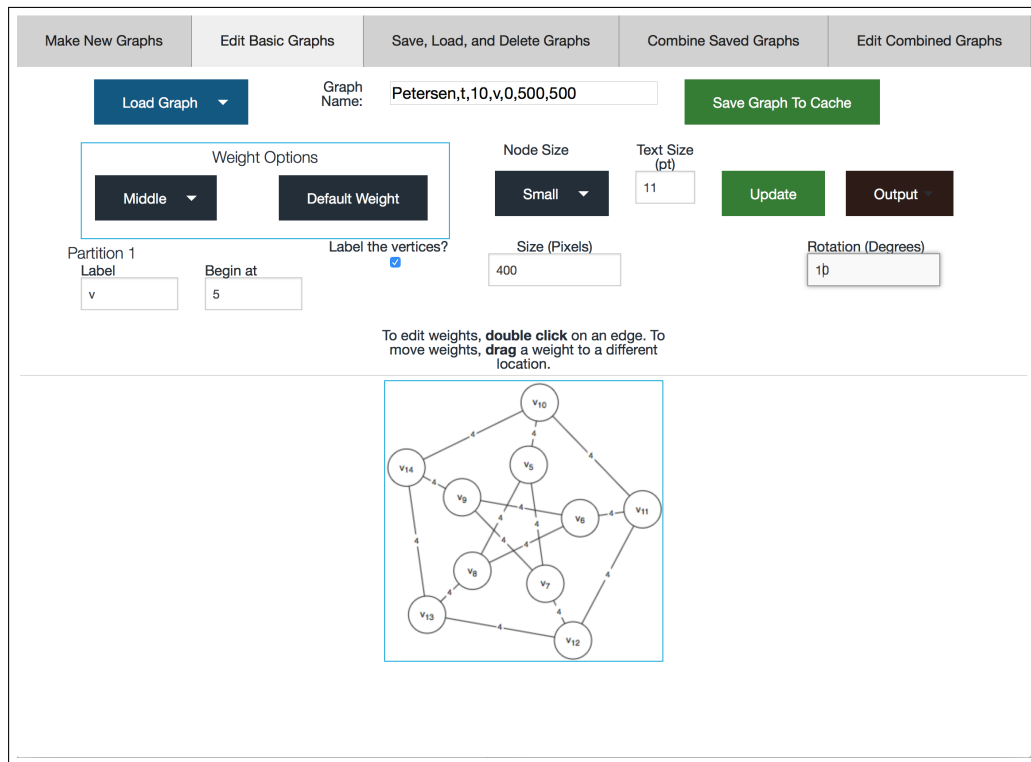 Make New Graphs
Edit Basic Graphs
Save, Load, and Delete Graphs
Combine Saved Graphs
Edit Combined Graphs
Load Graph
Graph
Name:
Petersen,t,10,v,0,500,500
Save Graph To Cache
Weight Options
Middle
Default Weight
Node Size
Small
Text Size
(pt)
11
Update
Output
Partition 1
Label
v
Begin at
5
Label the vertices?
Size (Pixels)
400
Rotation (Degrees)
10
To edit weights, double click on an edge. To
move weights, drag a weight to a different
location.
v10
4
4
4
v14
v5
4
v9
4
v11
v6
4
4
4
4
4
4
4
v8
v7
4
4
v13
4
v12